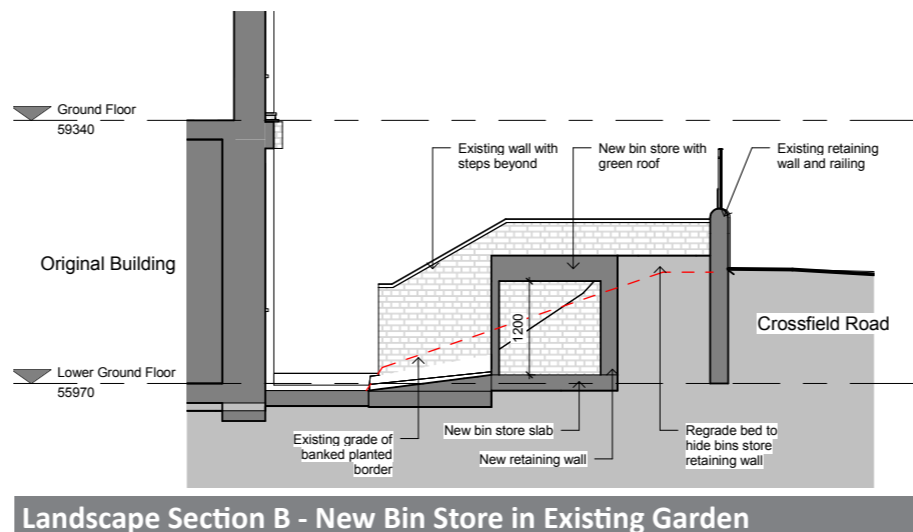 Ground Floor
59340
Existing wall with
steps beyond
New bin store with
green roof
Existing retaining
wall and railing
Original Building
1200
Crossfield Road
Lower Ground Floor
55970
Existing grade of
banked planted
border
New bin store slab
New retaining wall
Regrade bed to
hide bins store
retaining wall
Landscape Section B - New Bin Store in Existing Garden